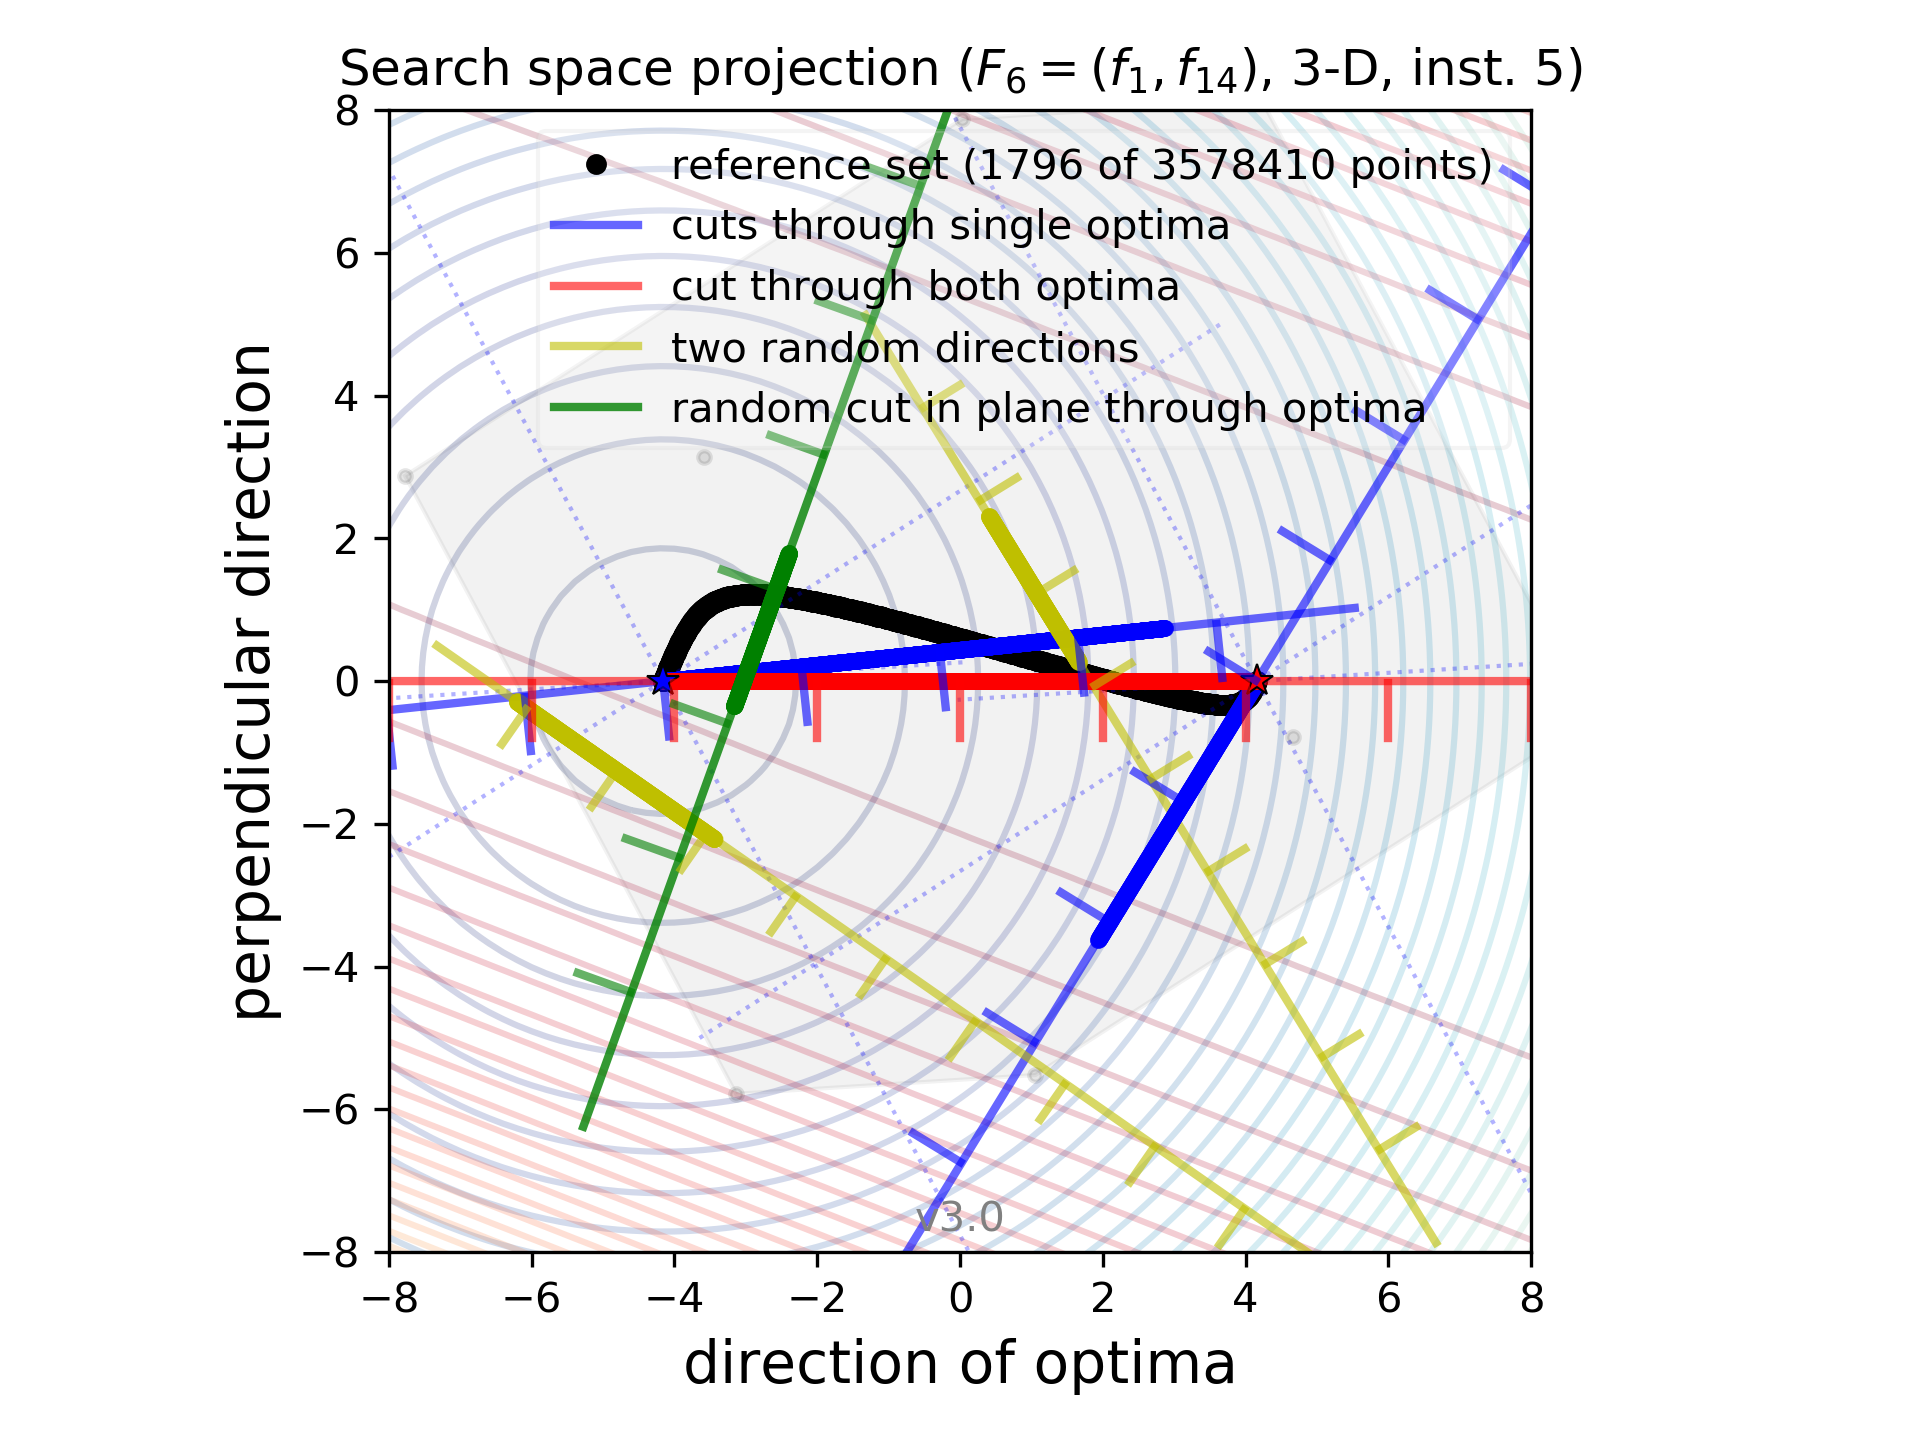 Search space projection (F₆ = (f₁, f₁₄), 3-D, inst. 5)
reference set (1796 of 3578410 points)
cuts through single optima
cut through both optima
two random directions
random cut in plane through optima
perpendicular direction
8
6
4
2
0
−2
−4
−6
−8
v3.0
−8 −6 −4 −2 0 2 4 6 8
direction of optima